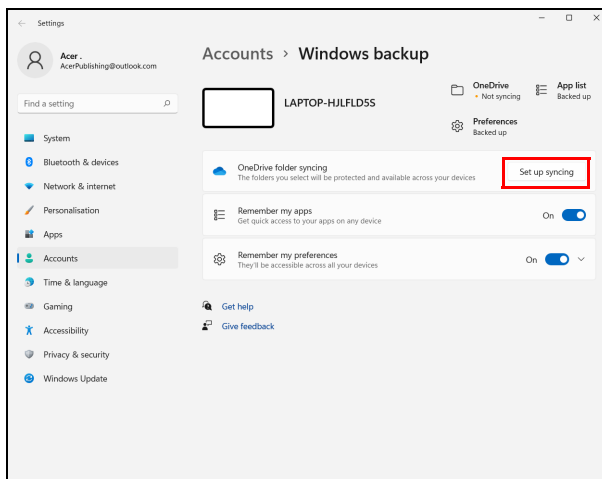 Settings
Acer .
AcerPublishing@outlook.com
Find a setting
System
Bluetooth & devices
Network & internet
Personalisation
Apps
Accounts
Time & language
Gaming
Accessibility
Privacy & security
Windows Update
Accounts > Windows backup
LAPTOP-HJLFLD5S
OneDrive
• Not syncing
App list
Backed up
Preferences
Backed up
OneDrive folder syncing
The folders you select will be protected and available across your devices
Set up syncing
Remember my apps
Get quick access to your apps on any device
On
Remember my preferences
They'll be accessible across all your devices
On
Get help
Give feedback